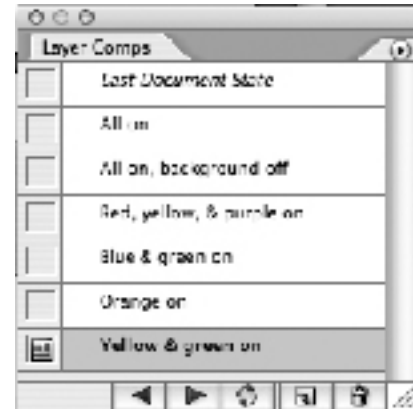 Layer Comps
Last Document State
All on
All on, background off
Red, yellow, & purple on
Blue & green on
Orange on
Yellow & green on